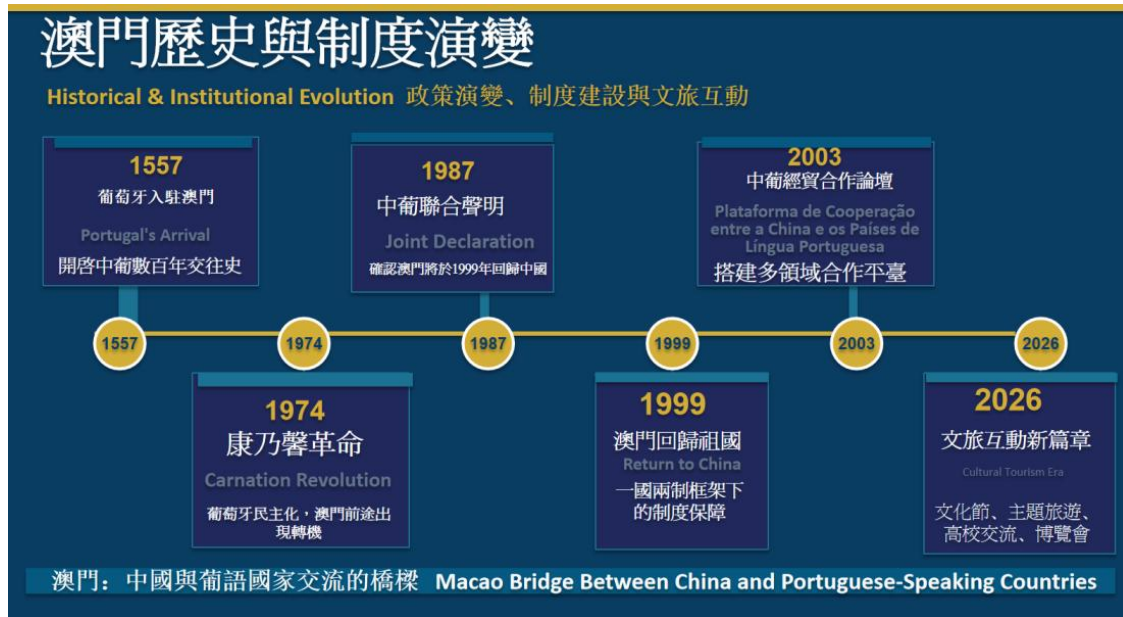 澳門歷史與制度演變
Historical & Institutional Evolution 政策演變、制度建設與文旅互動
1557
葡萄牙入駐澳門
Portugal's Arrival
開啓中葡數百年交往史
1987
中葡聯合聲明
Joint Declaration
確認澳門將於1999年回歸中國
2003
中葡經貿合作論壇
Plataforma de Cooperação
entre a China e os Países de
Língua Portuguesa
搭建多領域合作平臺
1557
1974
1987
1999
2003
2026
1974
康乃馨革命
Carnation Revolution
葡萄牙民主化，澳門前途出
現轉機
1999
澳門回歸祖國
Return to China
一國兩制框架下
的制度保障
2026
文旅互動新篇章
Cultural Tourism Era
文化節、主題旅遊、
高校交流、博覽會
澳門：中國與葡語國家交流的橋樑 Macao Bridge Between China and Portuguese-Speaking Countries